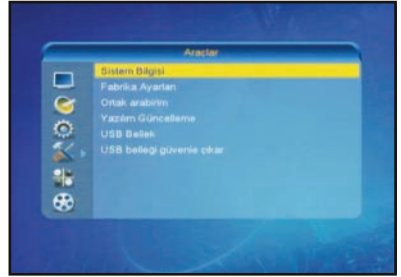 Araçlar
Sistem Bilgisi
Fabrika Ayarları
Ortak arabirim
Yazılım Güncelleme
USB Bellek
USB belleği güvenle çıkar